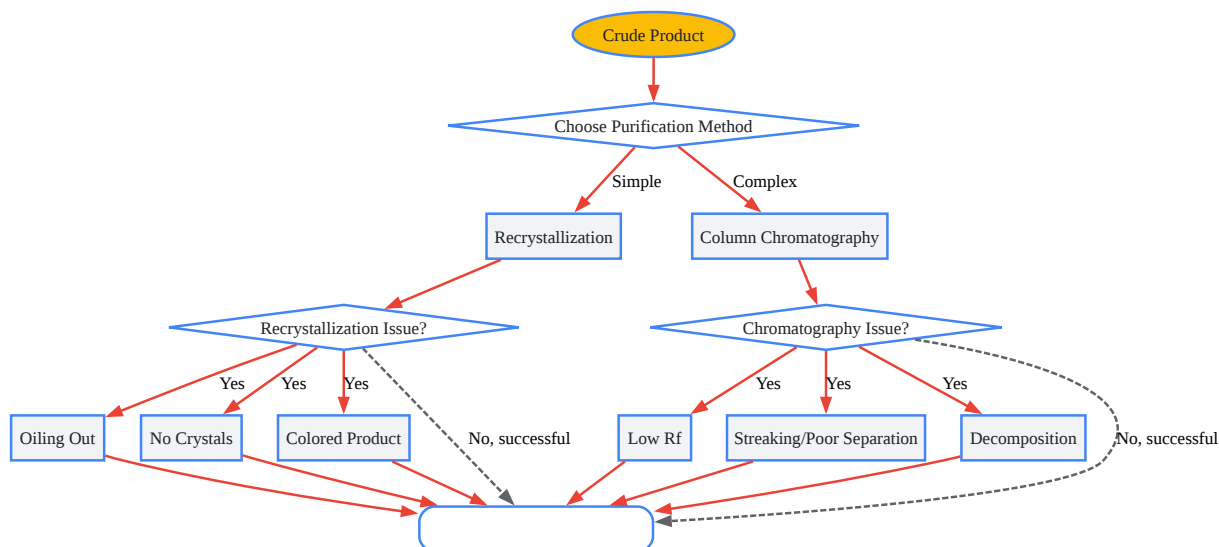 Crude Product
Choose Purification Method
Simple
Complex
Recrystallization
Column Chromatography
Recrystallization Issue?
Chromatography Issue?
Yes
Yes
Yes
Yes
Yes
Yes
Oiling Out
No Crystals
Colored Product
No, successful
Low Rf
Streaking/Poor Separation
Decomposition
No, successful